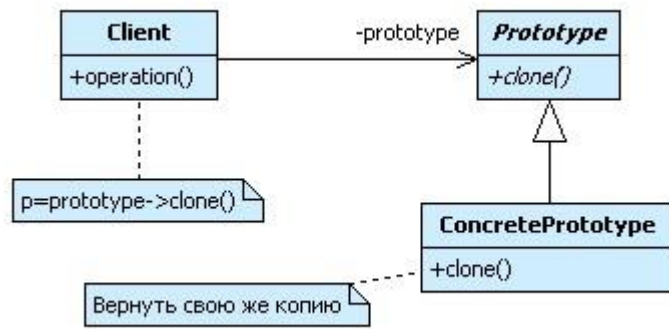 Client
+operation()
-prototype
Prototype
+clone()
p=prototype->clone()
ConcretePrototype
+clone()
Вернуть свою же копию